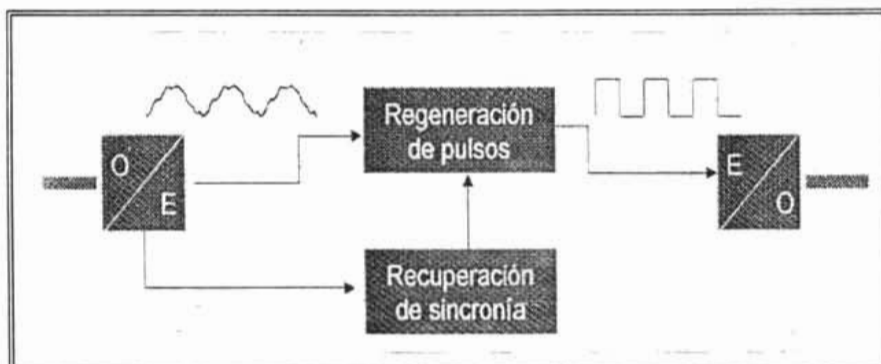 Regeneración
de pulsos
O
E
E
O
Recuperación
de sincronía